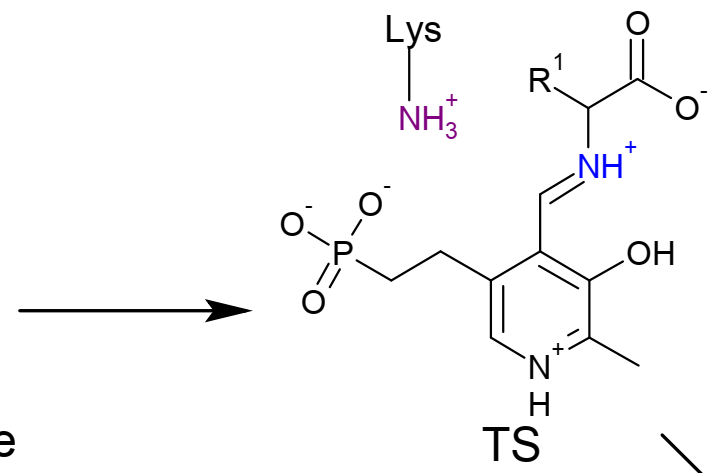 Lys
O
R1
O-
NH3+
NH+
O-
O-
P
OH
O
N+
H
e
TS